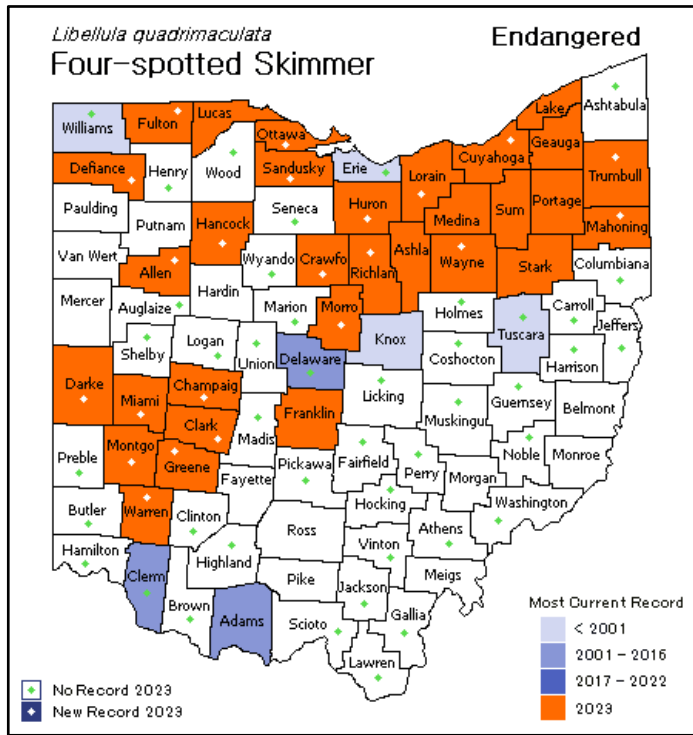 Libellula quadrimaculata
Endangered
Four-spotted Skimmer
Williams
Fulton
Lucas
Ottawa
Lake
Ashtabula
Defiance
Henry
Wood
Sandusky
Erie
Lorain
Cuyahoga
Geauga
Trumbull
Paulding
Putnam
Hancock
Seneca
Huron
Medina
Sum
Portage
Mahoning
Van Wert
Allen
Wyando
Crawfo
Richlan
Ashla
Wayne
Stark
Columbiana
Mercer
Auglaize
Hardin
Marion
Morro
Knox
Holmes
Tuscara
Carroll
Jeffers
Shelby
Logan
Union
Delaware
Coshocton
Harrison
Darke
Miami
Champaig
Clark
Madis
Franklin
Licking
Muskingu
Guernsey
Belmont
Preble
Montgo
Greene
Fayette
Pickawa
Fairfield
Perry
Morgan
Noble
Monroe
Butler
Warren
Clinton
Ross
Hocking
Athens
Washington
Hamilton
Clerm
Highland
Pike
Vinton
Meigs
Brown
Adams
Scioto
Jackson
Gallia
Lawren
Most Current Record
< 2001
2001 - 2016
2017 - 2022
2023
No Record 2023
New Record 2023